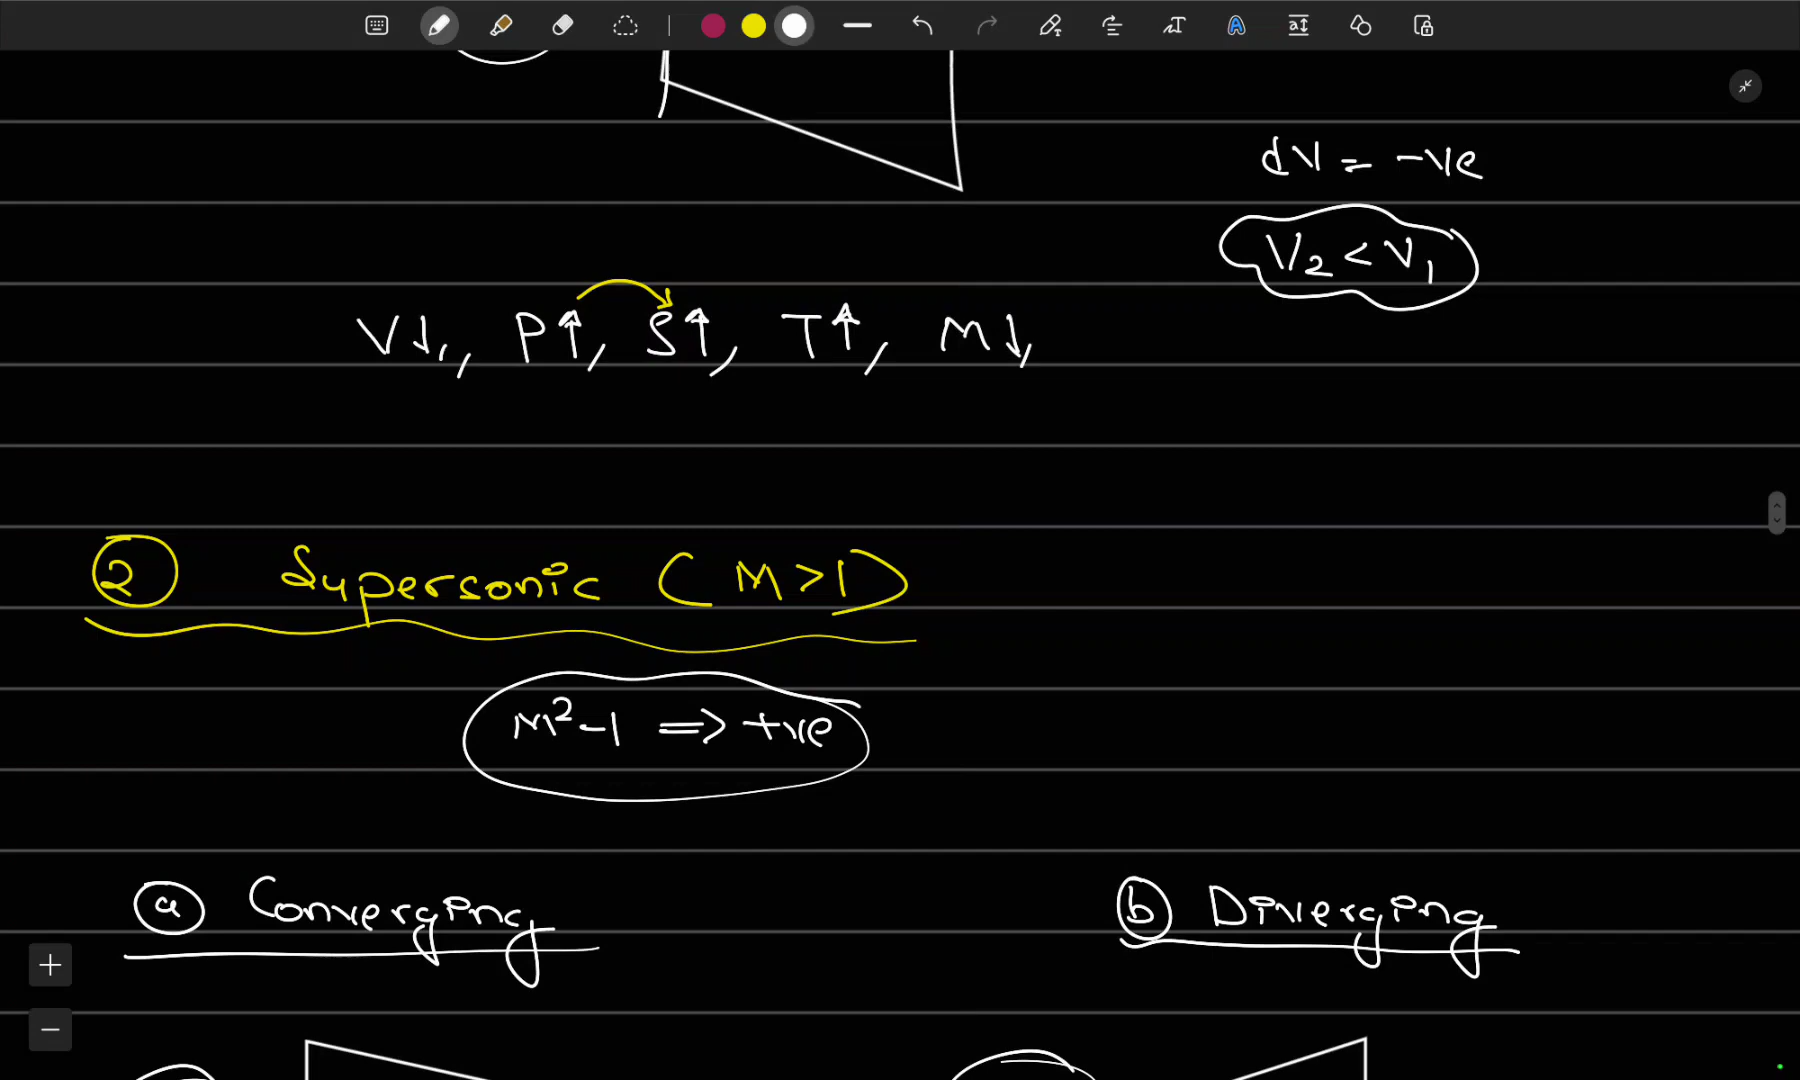 dV = -ve
V₂ < V₁
V↓, P↑, S↑, T↑, M↓,
② Supersonic (M>1)
M²-1 ⇒ +ve
ⓐ Converging ⓑ Diverging